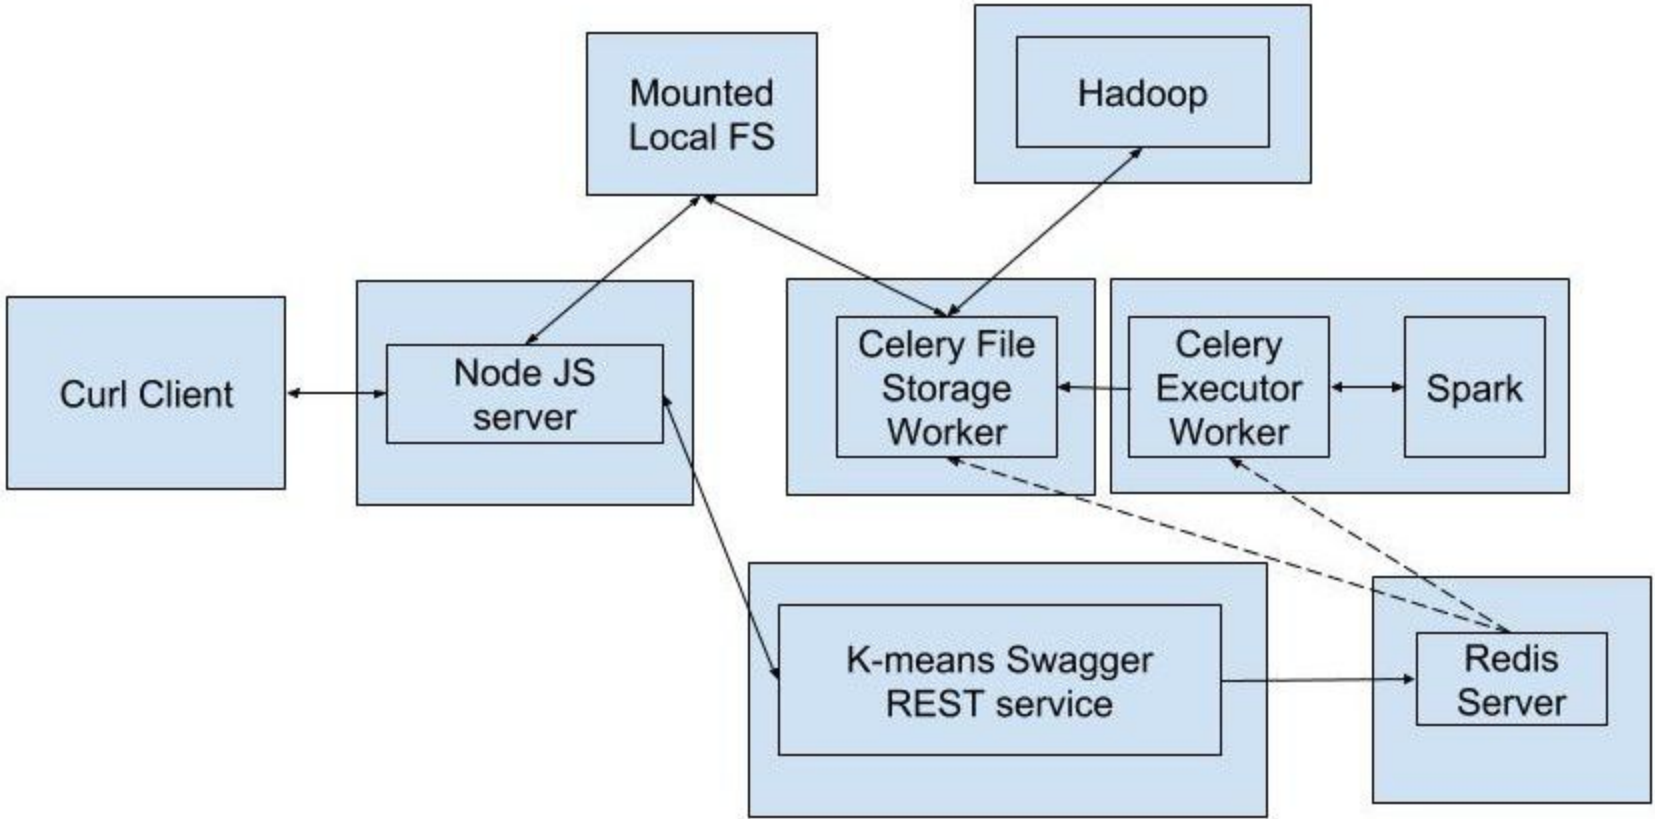 Mounted
Local FS
Hadoop
Curl Client
Node JS
server
Celery File
Storage
Worker
Celery
Executor
Worker
Spark
K-means Swagger
REST service
Redis
Server